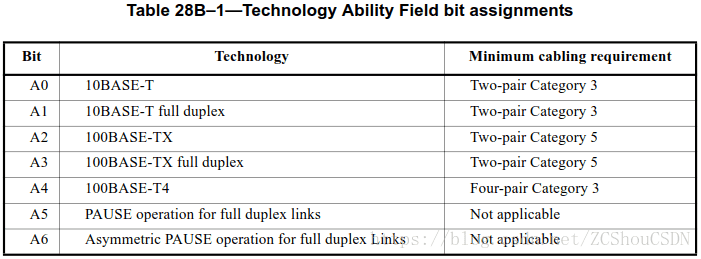 Table 28B–1—Technology Ability Field bit assignments
Bit Technology Minimum cabling requirement
A0 10BASE-T Two-pair Category 3
A1 10BASE-T full duplex Two-pair Category 3
A2 100BASE-TX Two-pair Category 5
A3 100BASE-TX full duplex Two-pair Category 5
A4 100BASE-T4 Four-pair Category 3
A5 PAUSE operation for full duplex links Not applicable
A6 Asymmetric PAUSE operation for full duplex Links Not applicable
https://blog.csdn.net/ZCShouCSDN